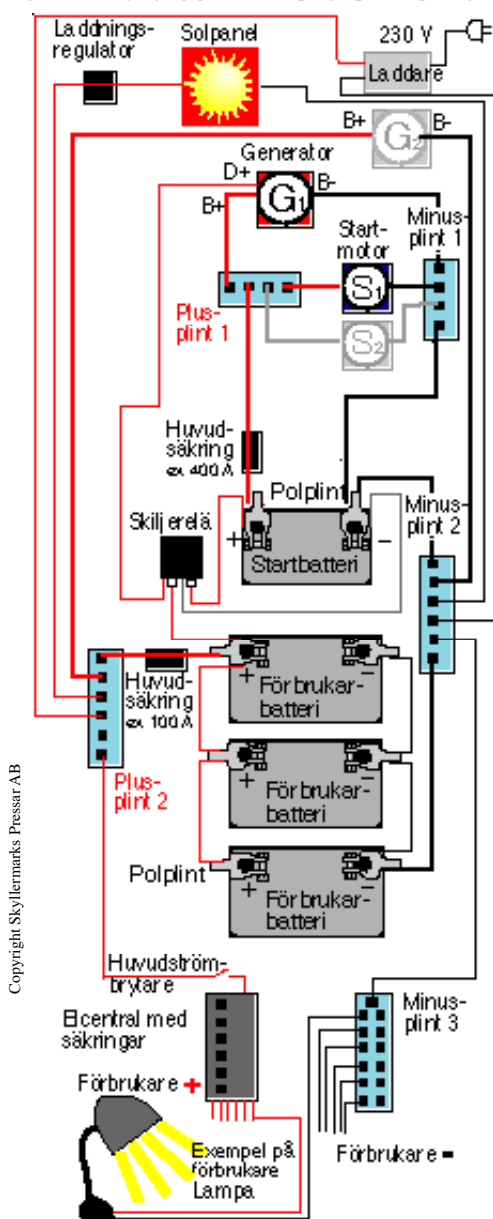 Laddnings-
regulator
Solpanel
230 V
Laddare
B+
B-
G2
Generator
D+
G1
B-
B+
Minus-
plint 1
Start-
motor
S1
Plus-
plint 1
S2
Huvud-
säkring
ex 400 A
Polplint
Skiljerelä
Minus-
plint 2
+
−
Startbatteri
+
−
Förbrukar-
batteri
Huvud-
säkring
ex 100 A
Plus-
plint 2
+
−
Förbrukar-
batteri
Polplint
+
−
Förbrukar-
batteri
Copyright Skyllermarks Pressar AB
Huvudström-
brytare
Elcentral med
säkringar
Minus-
plint 3
Förbrukare +
Exempel på
förbrukare
Lampa
Förbrukare -